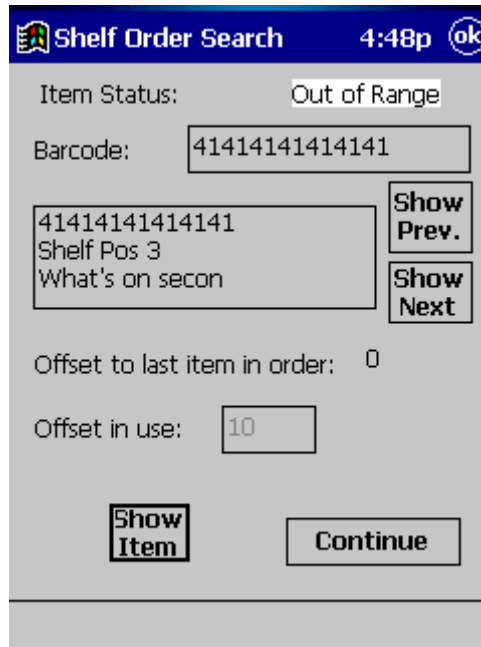 Shelf Order Search 4:48p ok
Item Status: Out of Range
Barcode: 41414141414141
41414141414141
Shelf Pos 3
What's on secon
Show
Prev.
Show
Next
Offset to last item in order: 0
Offset in use: 10
Show
Item
Continue